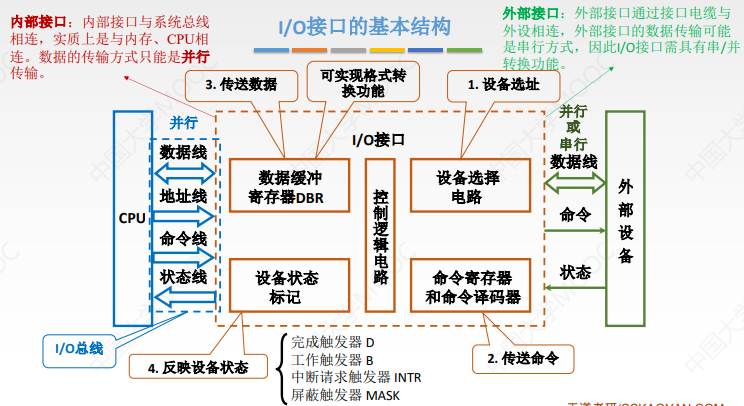 I/O接口的基本结构
内部接口：内部接口与系统总线
相连，实质上是与内存、CPU相
连。数据的传输方式只能是并行
传输。
外部接口：外部接口通过接口电缆与
外设相连，外部接口的数据传输可能
是串行方式，因此I/O接口需具有串/并
转换功能。
3. 传送数据
可实现格式转
换功能
1. 设备选址
并行
I/O接口
并行
或
串行
数据线
数据线
地址线
命令线
状态线
CPU
数据缓冲
寄存器DBR
控制逻辑电路
设备选择
电路
命令
状态
外部设备
设备状态
标记
命令寄存器
和命令译码器
I/O总线
4. 反映设备状态
完成触发器 D
工作触发器 B
中断请求触发器 INTR
屏蔽触发器 MASK
2. 传送命令
中国大学MOOC